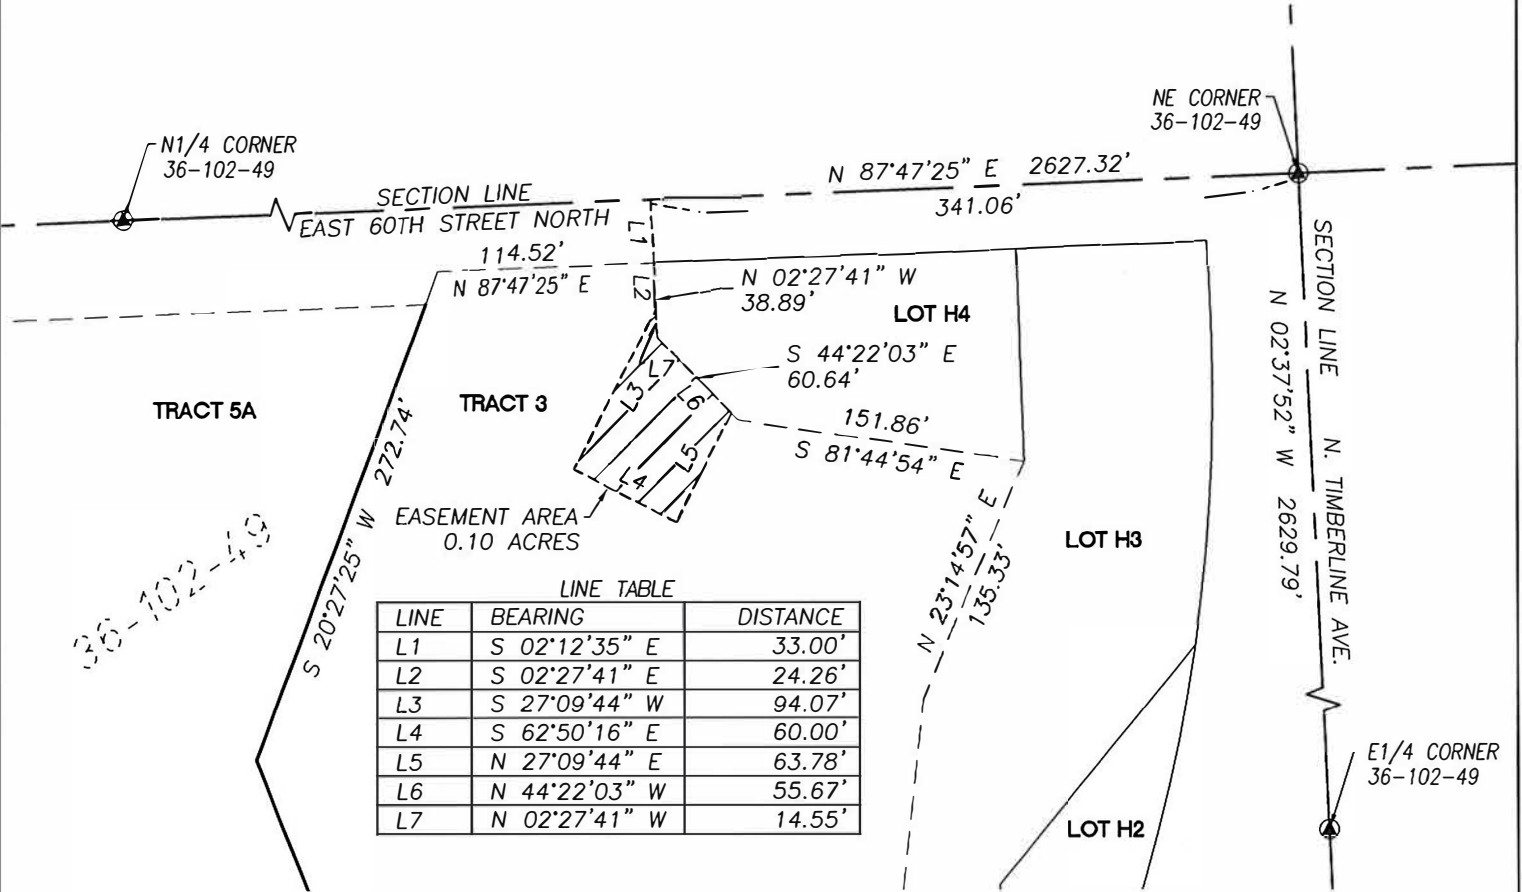 NE CORNER
36-102-49
N1/4 CORNER
36-102-49
N 87°47'25" E 2627.32'
341.06'
SECTION LINE
EAST 60TH STREET NORTH
114.52'
N 87°47'25" E
L1
L2
N 02°27'41" W
38.89'
LOT H4
S 44°22'03" E
60.64'
SECTION LINE N. TIMBERLINE AVE.
N 02°37'52" W 2629.79'
TRACT 5A
TRACT 3
L3
L7
L6
L5
L4
151.86'
S 81°44'54" E
S 20°27'25" W 272.74'
EASEMENT AREA
0.10 ACRES
N 23°14'57" E
135.33'
LOT H3
36-102-49
LINE TABLE
LINE BEARING DISTANCE
L1 S 02°12'35" E 33.00'
L2 S 02°27'41" E 24.26'
L3 S 27°09'44" W 94.07'
L4 S 62°50'16" E 60.00'
L5 N 27°09'44" E 63.78'
L6 N 44°22'03" W 55.67'
L7 N 02°27'41" W 14.55'
E1/4 CORNER
36-102-49
LOT H2